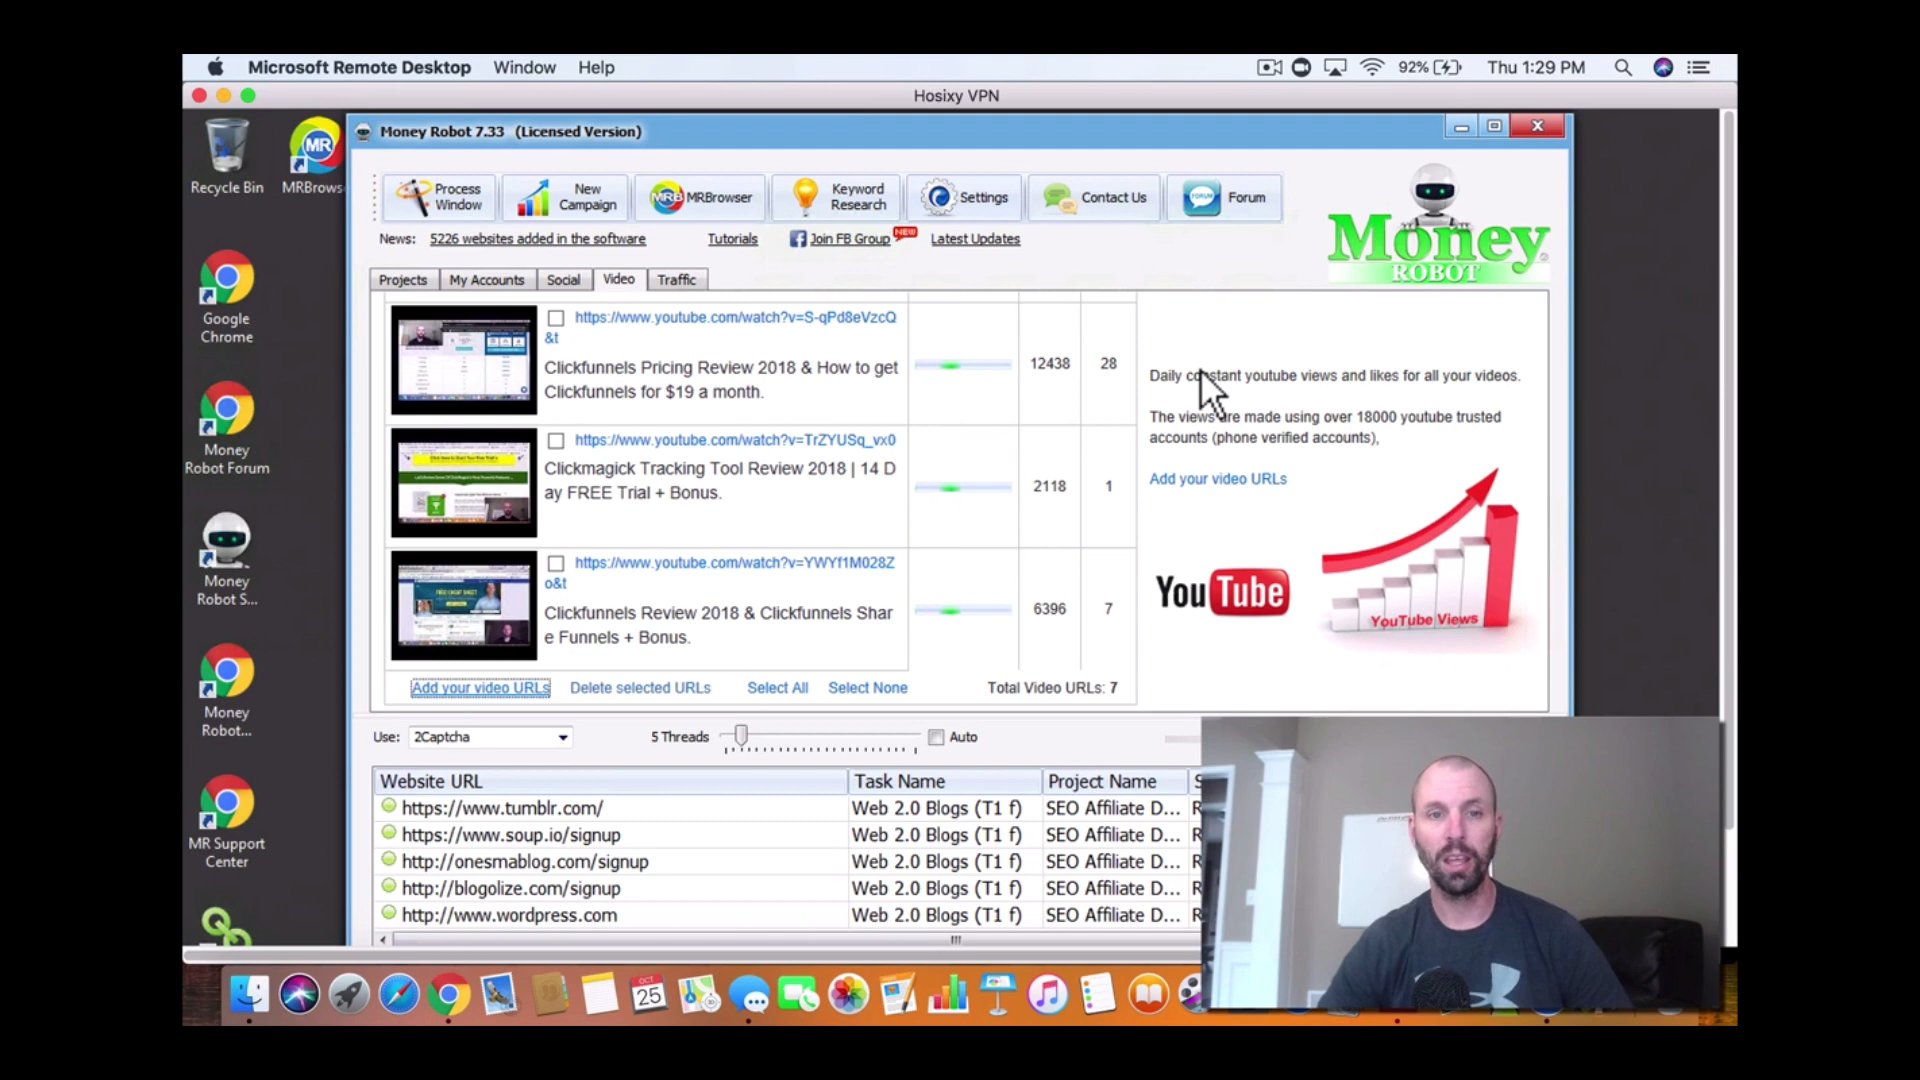 Microsoft Remote Desktop Window Help
92% Thu 1:29 PM
Hosixy VPN
Recycle Bin
MRBrows
Google
Chrome
Money
Robot Forum
Money
Robot S...
Money
Robot...
MR Support
Center
Money Robot 7.33 (Licensed Version)
Process
Window
New
Campaign
MRB
MRBrowser
Keyword
Research
Settings
Contact Us
FORUM
Forum
Money
ROBOT
News: 5226 websites added in the software Tutorials Join FB Group NEW Latest Updates
Projects My Accounts Social Video Traffic
https://www.youtube.com/watch?v=S-qPd8eVzcQ
&t
Clickfunnels Pricing Review 2018 & How to get
Clickfunnels for $19 a month.
12438 28
https://www.youtube.com/watch?v=TrZYUSq_vx0
Clickmagick Tracking Tool Review 2018 | 14 D
ay FREE Trial + Bonus.
2118 1
https://www.youtube.com/watch?v=YWYf1M028Z
o&t
Clickfunnels Review 2018 & Clickfunnels Shar
e Funnels + Bonus.
6396 7
Daily constant youtube views and likes for all your videos.
The views are made using over 18000 youtube trusted
accounts (phone verified accounts),
Add your video URLs
YouTube
YouTube Views
Add your video URLs Delete selected URLs Select All Select None Total Video URLs: 7
Use: 2Captcha 5 Threads Auto
Website URL Task Name Project Name S
https://www.tumblr.com/ Web 2.0 Blogs (T1 f) SEO Affiliate D... R
https://www.soup.io/signup Web 2.0 Blogs (T1 f) SEO Affiliate D... R
http://onesmablog.com/signup Web 2.0 Blogs (T1 f) SEO Affiliate D... R
http://blogolize.com/signup Web 2.0 Blogs (T1 f) SEO Affiliate D... R
http://www.wordpress.com Web 2.0 Blogs (T1 f) SEO Affiliate D... R
OCT
25